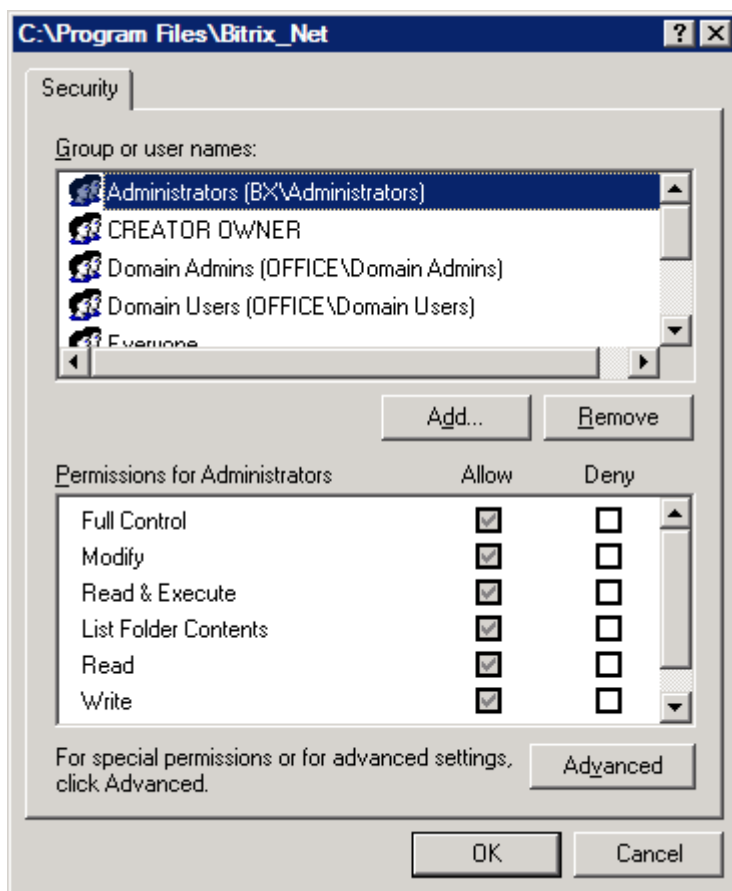 C:\Program Files\Bitrix_Net
Security
Group or user names:
Administrators (BX\Administrators)
CREATOR OWNER
Domain Admins (OFFICE\Domain Admins)
Domain Users (OFFICE\Domain Users)
Everyone
Add... Remove
Permissions for Administrators Allow Deny
Full Control
Modify
Read & Execute
List Folder Contents
Read
Write
For special permissions or for advanced settings,
click Advanced.
Advanced
OK Cancel